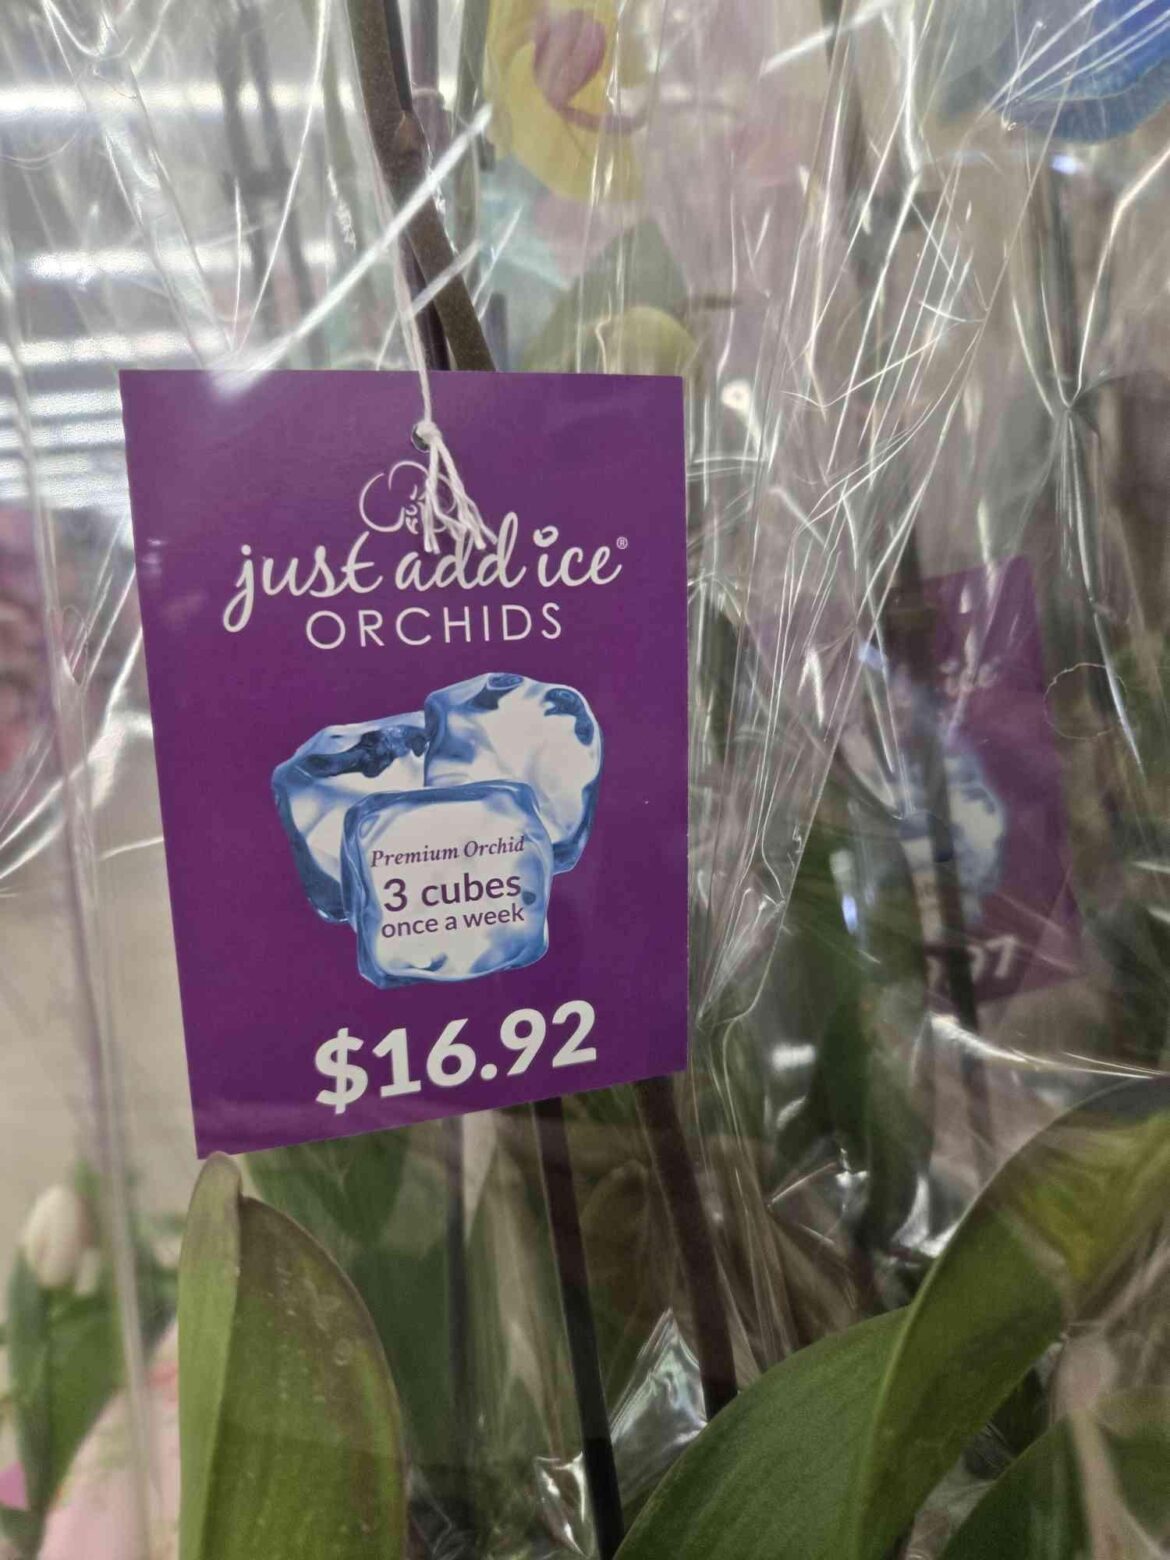 just add ice®
ORCHIDS
Premium Orchid
3 cubes
once a week
$16.92